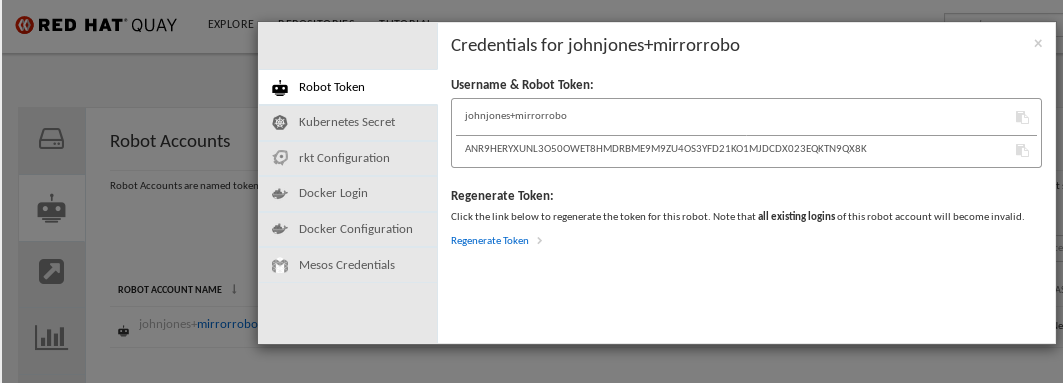 RED HAT QUAY EXPLORE REPOSITORIES TUTORIAL
Credentials for johnjones+mirrorrobo
×
Robot Token
Kubernetes Secret
rkt Configuration
Docker Login
Docker Configuration
Mesos Credentials
Username & Robot Token:
johnjones+mirrorrobo
ANR9HERYXUNL3O50OWET8HMDRBME9M9ZU4OS3YFD21KO1MJDCDX023EQKTN9QX8K
Regenerate Token:
Click the link below to regenerate the token for this robot. Note that all existing logins of this robot account will become invalid.
Regenerate Token
Robot Accounts
Robot Accounts are named token
ROBOT ACCOUNT NAME
johnjones+mirrorrobo